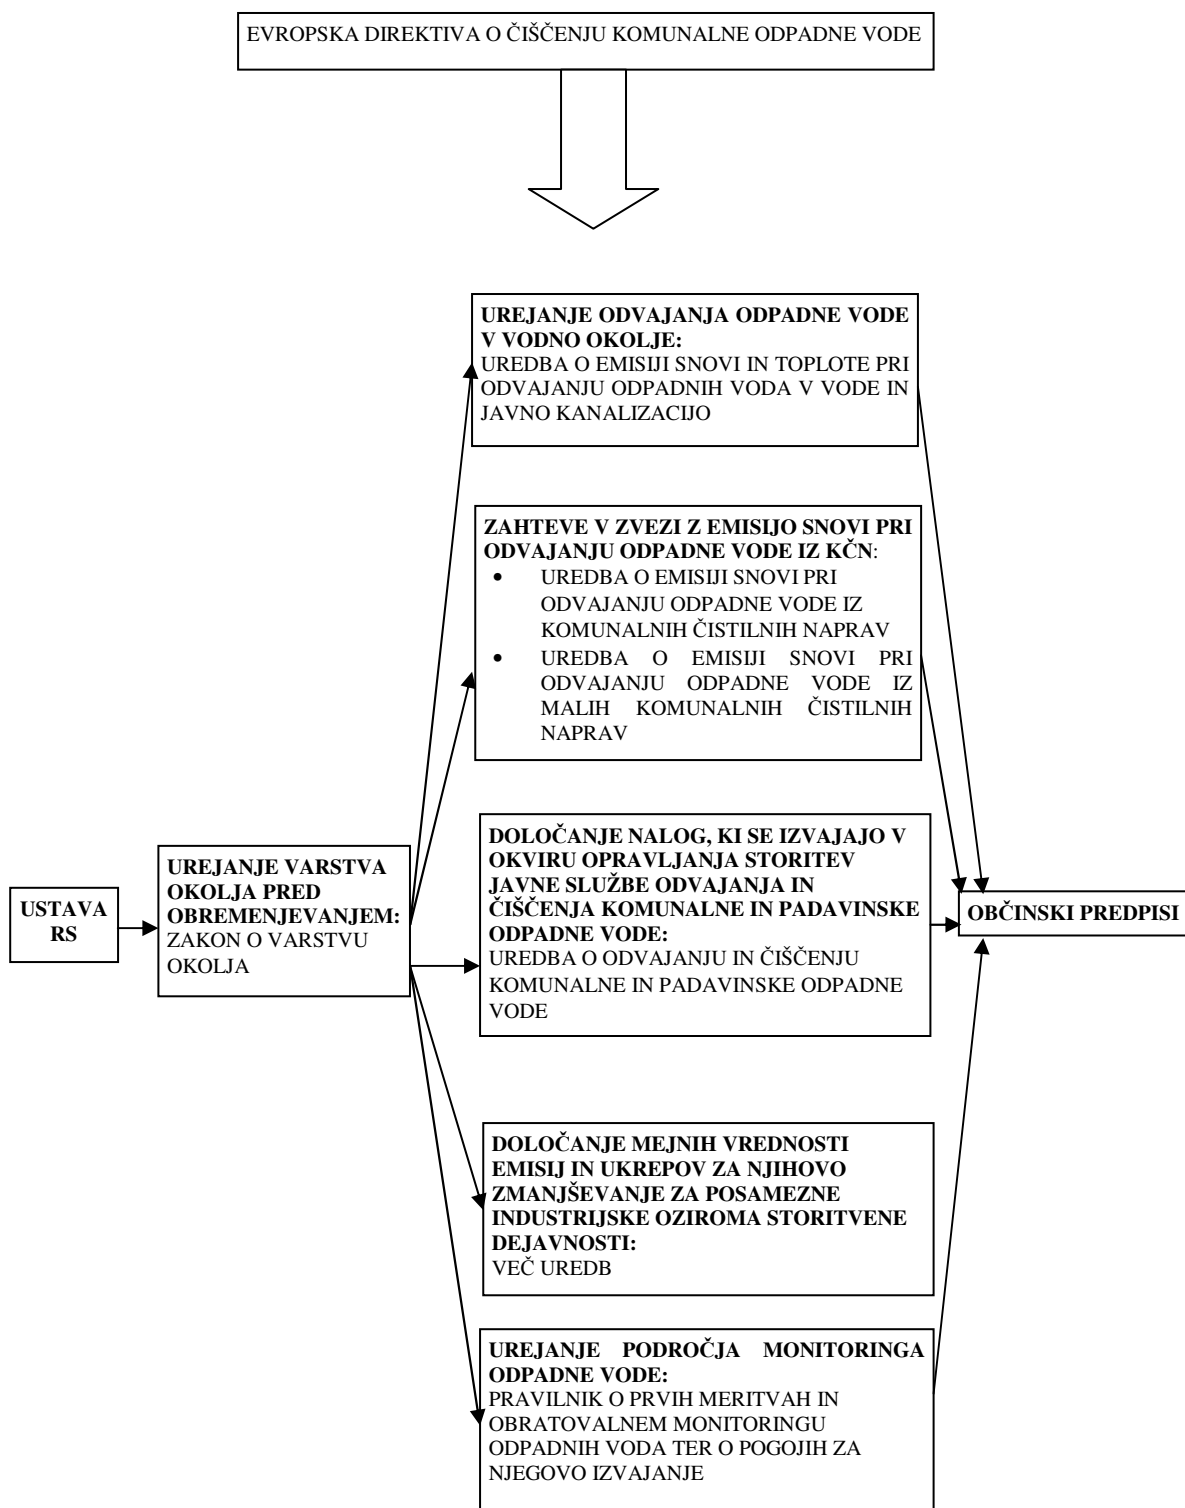 EVROPSKA DIREKTIVA O ČIŠČENJU KOMUNALNE ODPADNE VODE
UREJANJE ODVAJANJA ODPADNE VODE
V VODNO OKOLJE:
UREDBA O EMISIJI SNOVI IN TOPLOTE PRI
ODVAJANJU ODPADNIH VODA V VODE IN
JAVNO KANALIZACIJO
ZAHTEVE V ZVEZI Z EMISIJO SNOVI PRI
ODVAJANJU ODPADNE VODE IZ KČN:
• UREDBA O EMISIJI SNOVI PRI
ODVAJANJU ODPADNE VODE IZ
KOMUNALNIH ČISTILNIH NAPRAV
• UREDBA O EMISIJI SNOVI PRI
ODVAJANJU ODPADNE VODE IZ
MALIH KOMUNALNIH ČISTILNIH
NAPRAV
USTAVA
RS
UREJANJE VARSTVA
OKOLJA PRED
OBREMENJEVANJEM:
ZAKON O VARSTVU
OKOLJA
DOLOČANJE NALOG, KI SE IZVAJAJO V
OKVIRU OPRAVLJANJA STORITEV
JAVNE SLUŽBE ODVAJANJA IN
ČIŠČENJA KOMUNALNE IN PADAVINSKE
ODPADNE VODE:
UREDBA O ODVAJANJU IN ČIŠČENJU
KOMUNALNE IN PADAVINSKE ODPADNE
VODE
OBČINSKI PREDPISI
DOLOČANJE MEJNIH VREDNOSTI
EMISIJ IN UKREPOV ZA NJIHOVO
ZMANJŠEVANJE ZA POSAMEZNE
INDUSTRIJSKE OZIROMA STORITVENE
DEJAVNOSTI:
VEČ UREDB
UREJANJE PODROČJA MONITORINGA
ODPADNE VODE:
PRAVILNIK O PRVIH MERITVAH IN
OBRATOVALNEM MONITORINGU
ODPADNIH VODA TER O POGOJIH ZA
NJEGOVO IZVAJANJE